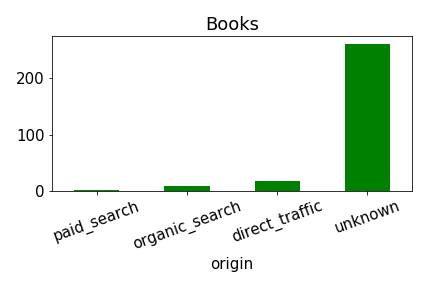 Books
200
100
0
paid_search
organic_search
direct_traffic
unknown
origin